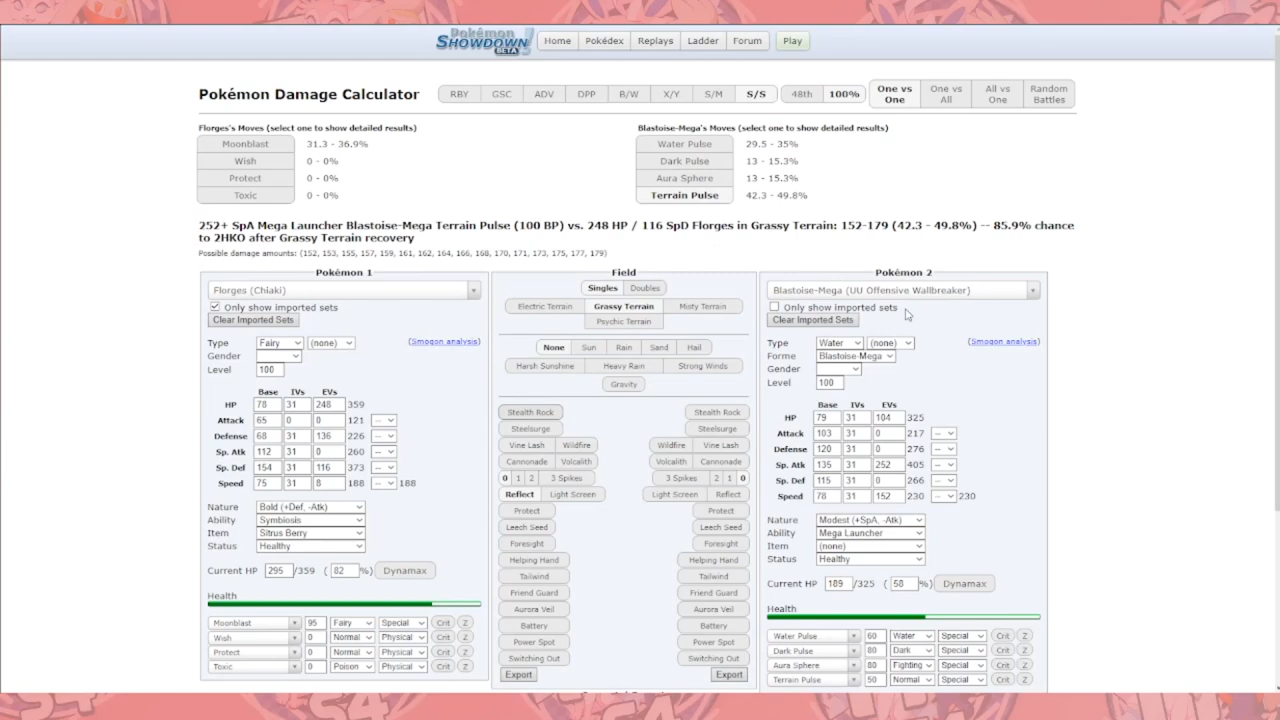 Pokémon
SHOWDOWN
BETA
Home Pokédex Replays Ladder Forum Play
Pokémon Damage Calculator RBY GSC ADV DPP B/W X/Y S/M S/S 48th 100% One vs One One vs All All vs One Random Battles
Florges's Moves (select one to show detailed results) Blastoise-Mega's Moves (select one to show detailed results)
Moonblast 31.3 - 36.9% Water Pulse 29.5 - 35%
Wish 0 - 0% Dark Pulse 13 - 15.3%
Protect 0 - 0% Aura Sphere 13 - 15.3%
Toxic 0 - 0% Terrain Pulse 42.3 - 49.8%
252+ SpA Mega Launcher Blastoise-Mega Terrain Pulse (100 BP) vs. 248 HP / 116 SpD Florges in Grassy Terrain: 152-179 (42.3 - 49.8%) -- 85.9% chance
to 2HKO after Grassy Terrain recovery
Possible damage amounts: (152, 153, 155, 157, 159, 161, 162, 164, 166, 168, 170, 171, 173, 175, 177, 179)
Pokémon 1
Florges (Chiaki)
Only show imported sets
Clear Imported Sets
Type Fairy (none) (Smogon analysis)
Gender
Level 100
Base IVs EVs
HP 78 31 248 359
Attack 65 0 0 121 --
Defense 68 31 136 226 --
Sp. Atk 112 31 0 260 --
Sp. Def 154 31 116 373 --
Speed 75 31 8 188 -- 188
Nature Bold (+Def, -Atk)
Ability Symbiosis
Item Sitrus Berry
Status Healthy
Current HP 295 /359 ( 82 %) Dynamax
Health
Moonblast 95 Fairy Special Crit Z
Wish 0 Normal Physical Crit Z
Protect 0 Normal Physical Crit Z
Toxic 0 Poison Physical Crit Z
Field
Singles Doubles
Electric Terrain Grassy Terrain Misty Terrain
Psychic Terrain
None Sun Rain Sand Hail
Harsh Sunshine Heavy Rain Strong Winds
Gravity
Stealth Rock Stealth Rock
Steelsurge Steelsurge
Vine Lash Wildfire Wildfire Vine Lash
Cannonade Volcalith Volcalith Cannonade
0 1 2 3 Spikes 3 Spikes 2 1 0
Reflect Light Screen Light Screen Reflect
Protect Protect
Leech Seed Leech Seed
Foresight Foresight
Helping Hand Helping Hand
Tailwind Tailwind
Friend Guard Friend Guard
Aurora Veil Aurora Veil
Battery Battery
Power Spot Power Spot
Switching Out Switching Out
Export Export
Pokémon 2
Blastoise-Mega (UU Offensive Wallbreaker)
Only show imported sets
Clear Imported Sets
Type Water (none) (Smogon analysis)
Forme Blastoise-Mega
Gender
Level 100
Base IVs EVs
HP 79 31 104 325
Attack 103 31 0 217 --
Defense 120 31 0 276 --
Sp. Atk 135 31 252 405 --
Sp. Def 115 31 0 266 --
Speed 78 31 152 230 -- 230
Nature Modest (+SpA, -Atk)
Ability Mega Launcher
Item (none)
Status Healthy
Current HP 189 /325 ( 58 %) Dynamax
Health
Water Pulse 60 Water Special Crit Z
Dark Pulse 80 Dark Special Crit Z
Aura Sphere 80 Fighting Special Crit Z
Terrain Pulse 50 Normal Special Crit Z